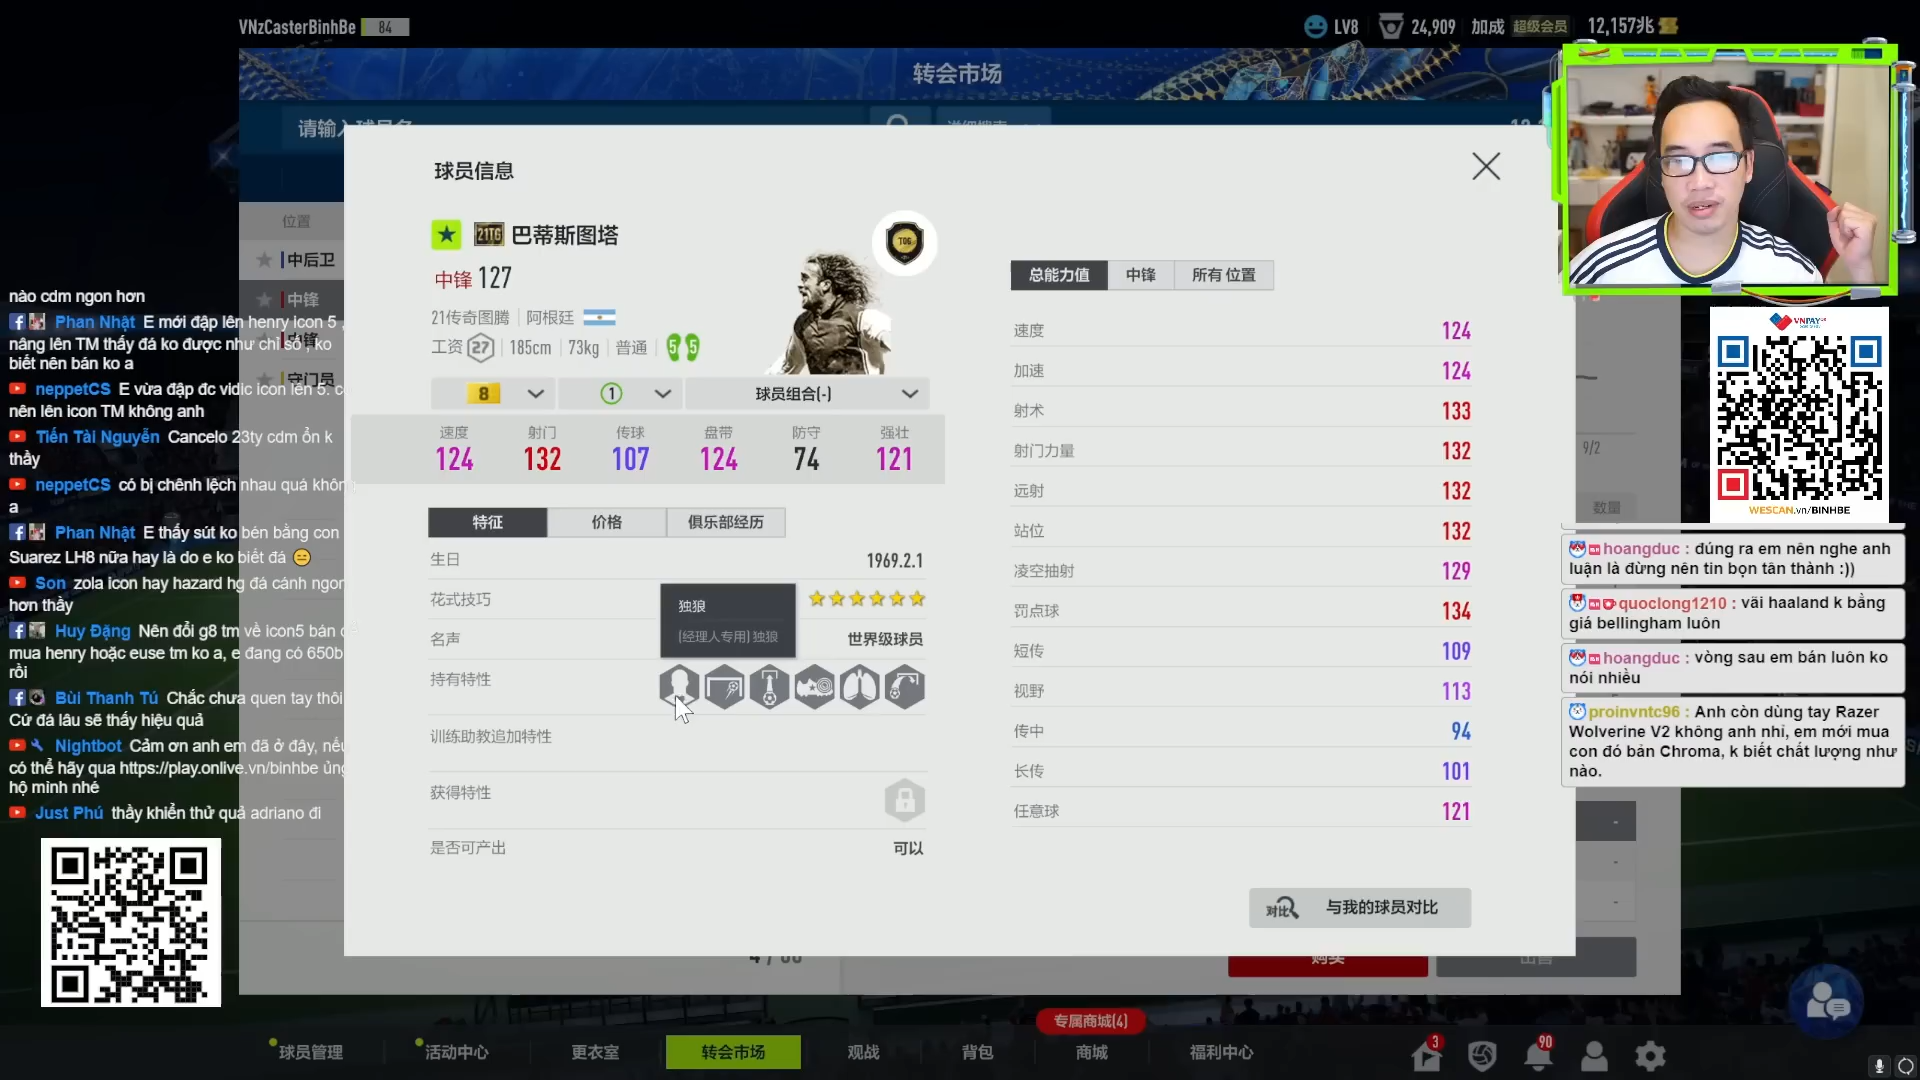 VNzCasterBinhBe 84
LV8 24,909 加成 超级会员 12,157兆
转会市场
位置
中后卫
中锋
中锋
守门员
球员信息
21TG 巴蒂斯图塔
TOG
中锋 127
21传奇图腾 阿根廷
工资 27 185cm 73kg 普通 5 5
8 1 球员组合(-)
速度 射门 传球 盘带 防守 强壮
124 132 107 124 74 121
特征 价格 俱乐部经历
生日 1969.2.1
花式技巧
独狼
[经理人专用] 独狼
名声 世界级球员
持有特性
训练助教追加特性
获得特性
是否可产出 可以
总能力值 中锋 所有 位置
速度 124
加速 124
射术 133
射门力量 132
远射 132
站位 132
凌空抽射 129
罚点球 134
短传 109
视野 113
传中 94
长传 101
任意球 121
对比 与我的球员对比
9/2
数量
购买 出售
nào cdm ngon hơn
Phan Nhật E mới đập lên henry icon 5 ,
nâng lên TM thấy đá ko được như chỉ số , ko
biết nên bán ko a
neppetCS E vừa đập đc vidic icon lên 5. có
nên lên icon TM không anh
Tiến Tài Nguyễn Cancelo 23ty cdm ổn k
thầy
neppetCS có bị chênh lệch nhau quá không
a
Phan Nhật E thấy sút ko bén bằng con
Suarez LH8 nữa hay là do e ko biết đá
Son zola icon hay hazard hg đá cánh ngon
hơn thầy
Huy Đặng Nên đổi g8 tm về icon5 bán
mua henry hoặc euse tm ko a, e đang có 650b
rồi
Bùi Thanh Tú Chắc chưa quen tay thôi
Cứ đá lâu sẽ thấy hiệu quả
Nightbot Cảm ơn anh em đã ở đây, nếu
có thể hãy qua https://play.onlive.vn/binhbe ủng
hộ mình nhé
Just Phú thầy khiển thử quả adriano đi
VNPAY
WESCAN.vn/BINHBE
hoangduc : đúng ra em nên nghe anh
luận là đừng nên tin bọn tân thành :))
quoclong1210 : vãi haaland k bằng
giá bellingham luôn
hoangduc : vòng sau em bán luôn ko
nói nhiều
proinvntc96 : Anh còn dùng tay Razer
Wolverine V2 không anh nhỉ, em mới mua
con đó bản Chroma, k biết chất lượng như
nào.
专属商城(4)
球员管理 活动中心 更衣室 转会市场 观战 背包 商城 福利中心 3 90